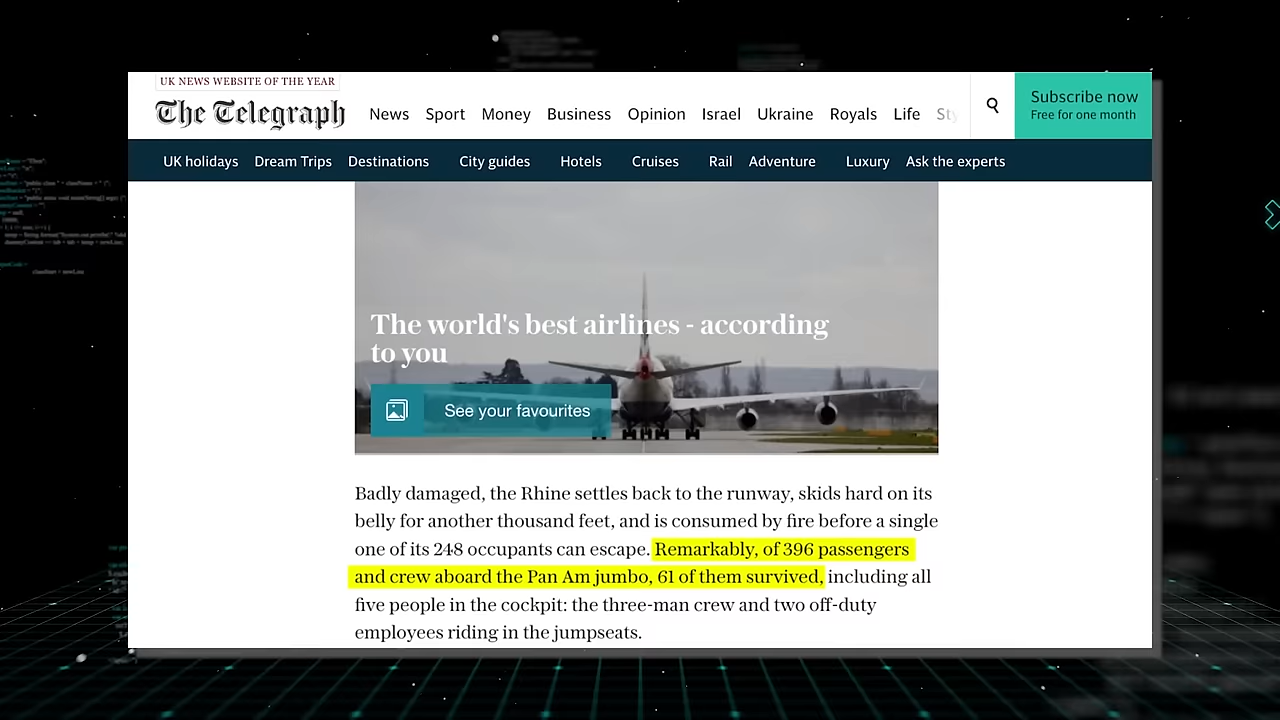 UK NEWS WEBSITE OF THE YEAR
The Telegraph
News Sport Money Business Opinion Israel Ukraine Royals Life
Subscribe now
Free for one month
UK holidays Dream Trips Destinations City guides Hotels Cruises Rail Adventure Luxury Ask the experts
The world's best airlines - according
to you
See your favourites
Badly damaged, the Rhine settles back to the runway, skids hard on its
belly for another thousand feet, and is consumed by fire before a single
one of its 248 occupants can escape. Remarkably, of 396 passengers
and crew aboard the Pan Am jumbo, 61 of them survived, including all
five people in the cockpit: the three-man crew and two off-duty
employees riding in the jumpseats.